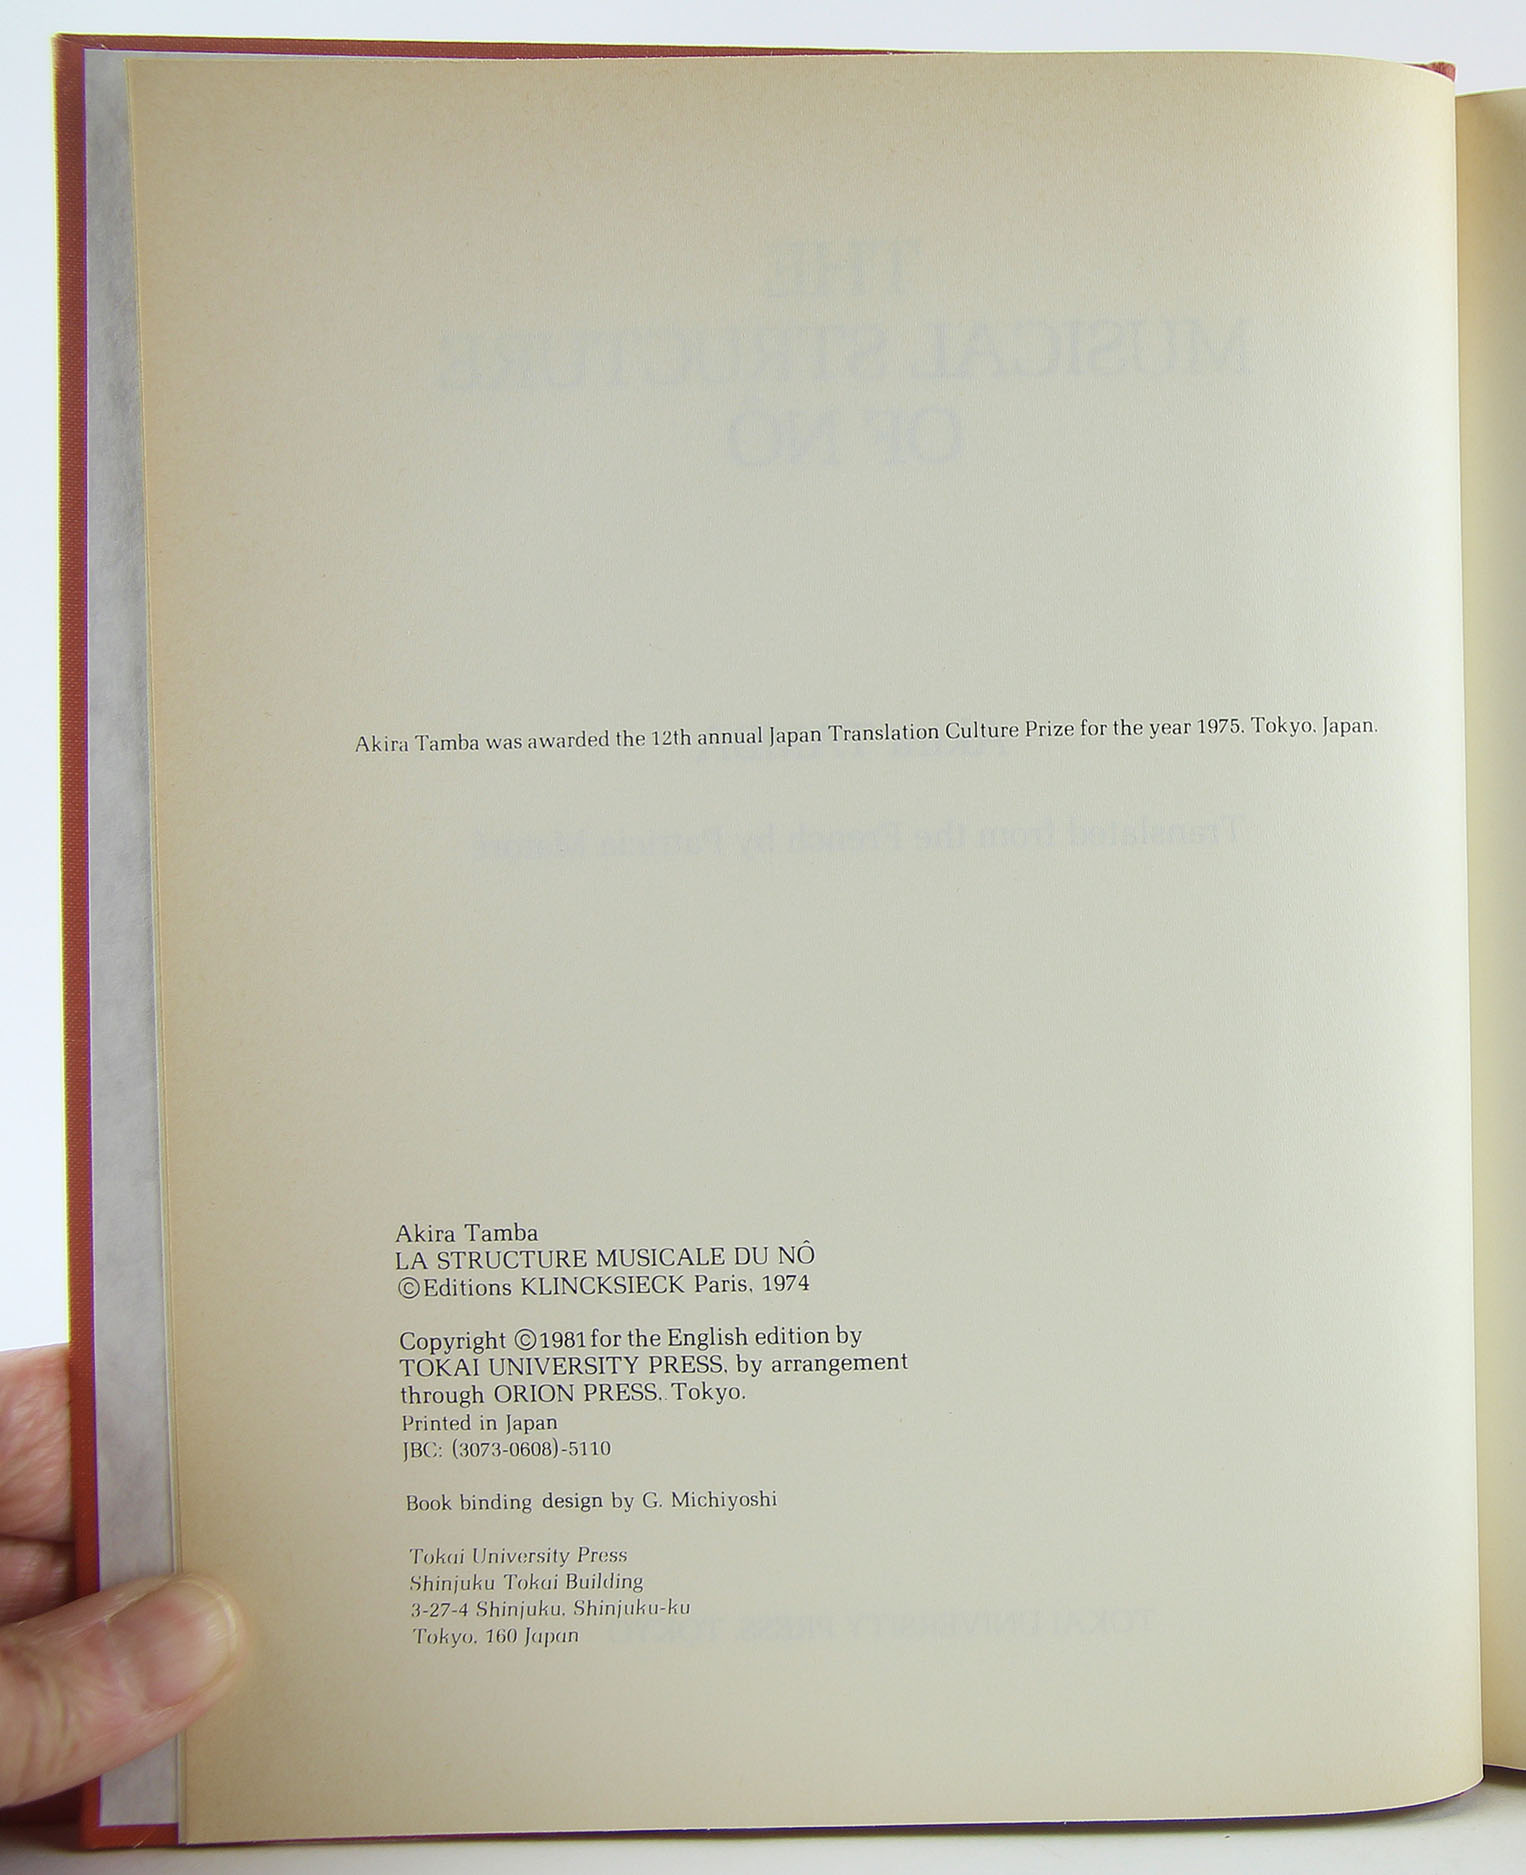 Akira Tamba was awarded the 12th annual Japan Translation Culture Prize for the year 1975. Tokyo, Japan.
Akira Tamba
LA STRUCTURE MUSICALE DU NÔ
©Editions KLINCKSIECK Paris, 1974
Copyright ©1981 for the English edition by
TOKAI UNIVERSITY PRESS, by arrangement
through ORION PRESS, Tokyo.
Printed in Japan
JBC: (3073-0608)-5110
Book binding design by G. Michiyoshi
Tokai University Press
Shinjuku Tokai Building
3-27-4 Shinjuku, Shinjuku-ku
Tokyo, 160 Japan